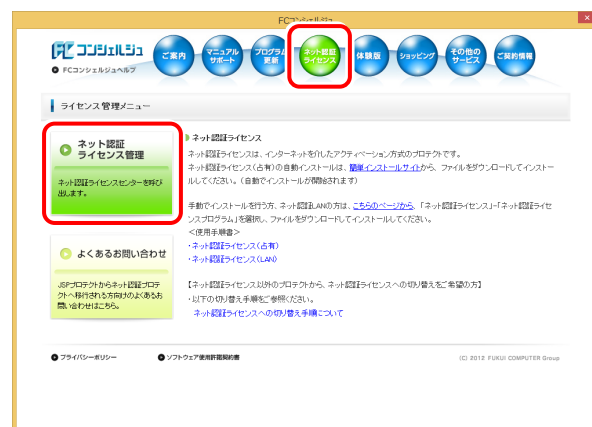 FCコンシェルジュ
FC コンシェルジュ
FCコンシェルジュヘルプ
ご案内
マニュアル
サポート
プログラム
更新
ネット認証
ライセンス
体験版
ショッピング
その他の
サービス
ご契約情報
ライセンス管理メニュー
ネット認証
ライセンス管理
ネット認証ライセンスセンターを呼び
出します。
よくあるお問い合わせ
JSPプロテクトからネット認証プロテ
クトへ移行される方向けのよくあるお
問い合わせはこちら。
ネット認証ライセンス
ネット認証ライセンスは、インターネットを介したアクティベーション方式のプロテクトです。
ネット認証ライセンス(占有)の自動インストールは、簡単インストールサイトから、ファイルをダウンロードしてインストー
ルしてください。(自動でインストールが開始されます)
手動でインストールを行う方、ネット認証LANの方は、こちらのページから、「ネット認証ライセンス」-「ネット認証ライセ
ンスプログラム」を選択し、ファイルをダウンロードしてインストールしてください。
<使用手順書>
・ネット認証ライセンス(占有)
・ネット認証ライセンス(LAN)
【ネット認証ライセンス以外のプロテクトから、ネット認証ライセンスへの切り替えをご希望の方】
・以下の切り替え手順をご参照ください。
ネット認証ライセンスへの切り替え手順について
プライバシーポリシー
ソフトウェア使用許諾契約書
(C) 2012 FUKUI COMPUTER Group